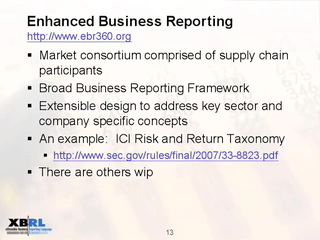 Enhanced Business Reporting
http://www.ebr360.org
▪ Market consortium comprised of supply chain
participants
▪ Broad Business Reporting Framework
▪ Extensible design to address key sector and
company specific concepts
▪ An example:  ICI Risk and Return Taxonomy
▪ http://www.sec.gov/rules/final/2007/33-8823.pdf
▪ There are others wip
XBRL
13